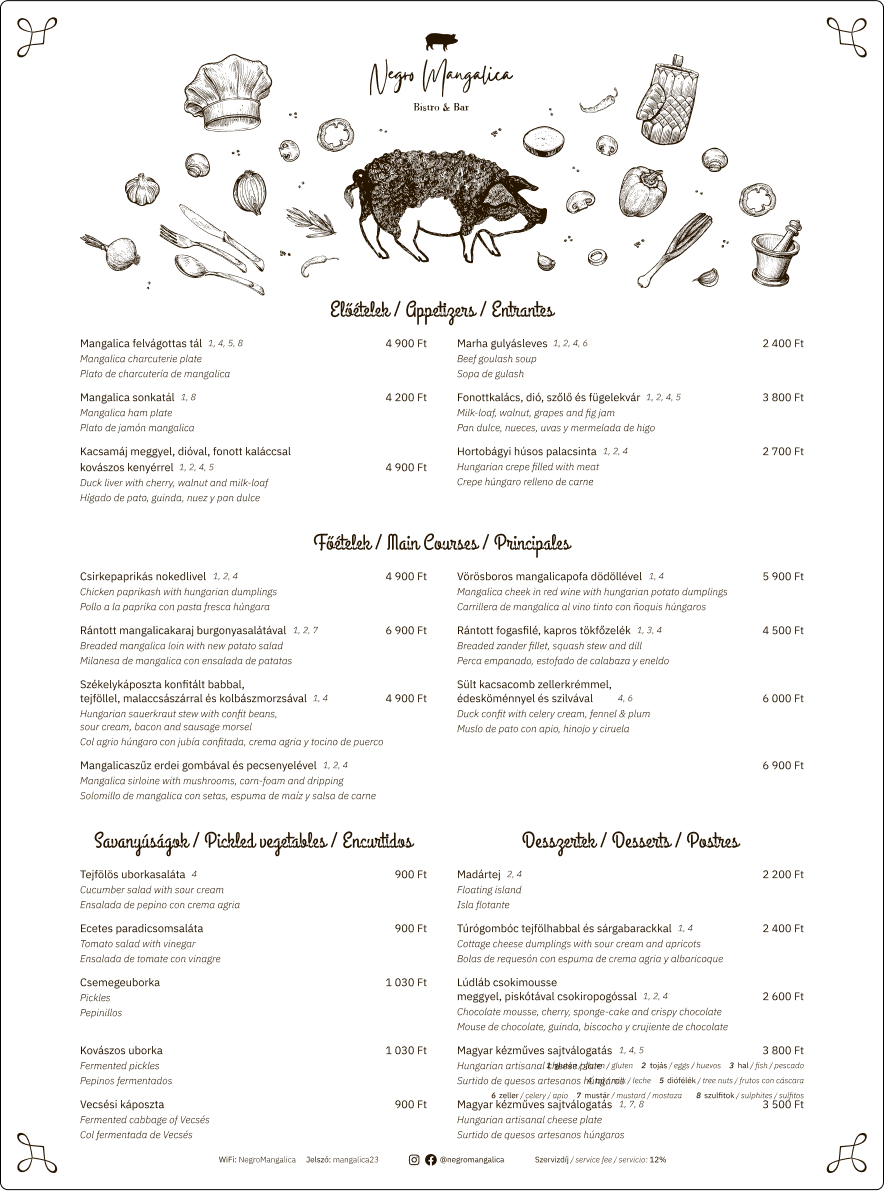 Negro Mangalica
Bistro & Bar
Előételek / Appetizers / Entrantes
Mangalica felvágottas tál 1, 4, 5, 8 4 900 Ft
Mangalica charcuterie plate
Plato de charcutería de mangalica
Mangalica sonkatál 1, 8 4 200 Ft
Mangalica ham plate
Plato de jamón mangalica
Kacsamáj meggyel, dióval, fonott kaláccsal
kovászos kenyérrel 1, 2, 4, 5 4 900 Ft
Duck liver with cherry, walnut and milk-loaf
Hígado de pato, guinda, nuez y pan dulce
Marha gulyásleves 1, 2, 4, 6 2 400 Ft
Beef goulash soup
Sopa de gulash
Fonottkalács, dió, szőlő és fügelekvár 1, 2, 4, 5 3 800 Ft
Milk-loaf, walnut, grapes and fig jam
Pan dulce, nueces, uvas y mermelada de higo
Hortobágyi húsos palacsinta 1, 2, 4 2 700 Ft
Hungarian crepe filled with meat
Crepe húngaro relleno de carne
Főételek / Main Courses / Principales
Csirkepaprikás nokedlivel 1, 2, 4 4 900 Ft
Chicken paprikash with hungarian dumplings
Pollo a la paprika con pasta fresca húngara
Rántott mangalicakaraj burgonyasalátával 1, 2, 7 6 900 Ft
Breaded mangalica loin with new potato salad
Milanesa de mangalica con ensalada de patatas
Székelykáposzta konfitált babbal,
tejföllel, malaccsászárral és kolbászmorzsával 1, 4 4 900 Ft
Hungarian sauerkraut stew with confit beans,
sour cream, bacon and sausage morsel
Col agrio húngaro con jubía confitada, crema agria y tocino de puerco
Mangalicaszűz erdei gombával és pecsenyelével 1, 2, 4 6 900 Ft
Mangalica sirloine with mushrooms, corn-foam and dripping
Solomillo de mangalica con setas, espuma de maíz y salsa de carne
Vörösboros mangalicapofa dödöllével 1, 4 5 900 Ft
Mangalica cheek in red wine with hungarian potato dumplings
Carrillera de mangalica al vino tinto con ñoquis húngaros
Rántott fogasfilé, kapros tökfőzelék 1, 3, 4 4 500 Ft
Breaded zander fillet, squash stew and dill
Perca empanado, estofado de calabaza y eneldo
Sült kacsacomb zellerkrémmel,
édesköménnyel és szilvával 4, 6 6 000 Ft
Duck confit with celery cream, fennel & plum
Muslo de pato con apio, hinojo y ciruela
Savanyúságok / Pickled vegetables / Encurtidos
Tejfölös uborkasaláta 4 900 Ft
Cucumber salad with sour cream
Ensalada de pepino con crema agria
Ecetes paradicsomsaláta 900 Ft
Tomato salad with vinegar
Ensalada de tomate con vinagre
Csemegeuborka 1 030 Ft
Pickles
Pepinillos
Kovászos uborka 1 030 Ft
Fermented pickles
Pepinos fermentados
Vecsési káposzta 900 Ft
Fermented cabbage of Vecsés
Col fermentada de Vecsés
Desszertek / Desserts / Postres
Madártej 2, 4 2 200 Ft
Floating island
Isla flotante
Túrógombóc tejfölhabbal és sárgabarackkal 1, 4 2 400 Ft
Cottage cheese dumplings with sour cream and apricots
Bolas de requesón con espuma de crema agria y albaricoque
Lúdláb csokimousse
meggyel, piskótával csokiropogóssal 1, 2, 4 2 600 Ft
Chocolate mousse, cherry, sponge-cake and crispy chocolate
Mouse de chocolate, guinda, biscocho y crujiente de chocolate
Magyar kézműves sajtválogatás 1, 4, 5 3 800 Ft
Hungarian artisanal cheese plate
Surtido de quesos artesanos húngaros
Magyar kézműves sajtválogatás 1, 7, 8 3 500 Ft
Hungarian artisanal cheese plate
Surtido de quesos artesanos húngaros
/ gluten 2 tojás / eggs / huevos 3 hal / fish / pescado
/ leche 5 diófélék / tree nuts / frutos con cáscara
6 zeller / celery / apio 7 mustár / mustard / mostaza 8 szulfitok / sulphites / sulfitos
WiFi: NegroMangalica Jelszó: mangalica23 @negromangalica Szervizdíj / service fee / servicio: 12%